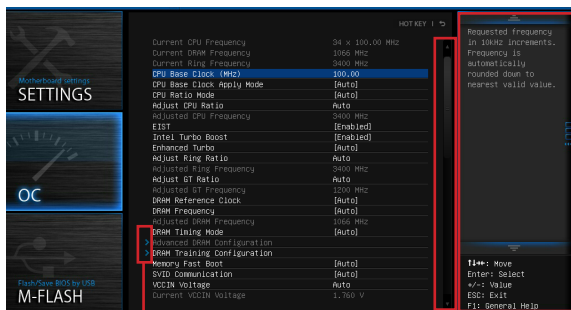 HOT KEY
Motherboard settings
SETTINGS
OC
Flash/Save BIOS by USB
M-FLASH
Current CPU Frequency 34 x 100.00 MHz
Current DRAM Frequency 1066 MHz
Current Ring Frequency 3400 MHz
CPU Base Clock (MHz) 100.00
CPU Base Clock Apply Mode [Auto]
CPU Ratio Mode [Auto]
Adjust CPU Ratio Auto
Adjusted CPU Frequency 3400 MHz
EIST [Enabled]
Intel Turbo Boost [Enabled]
Enhanced Turbo [Auto]
Adjust Ring Ratio Auto
Adjusted Ring Frequency 3400 MHz
Adjust GT Ratio Auto
Adjusted GT Frequency 1200 MHz
DRAM Reference Clock [Auto]
DRAM Frequency [Auto]
Adjusted DRAM Frequency 1066 MHz
DRAM Timing Mode [Auto]
Advanced DRAM Configuration
DRAM Training Configuration
Memory Fast Boot [Auto]
SVID Communication [Auto]
VCCIN Voltage Auto
Current VCCIN Voltage 1.760 V
Requested frequency
in 10KHz increments.
Frequency is
automatically
rounded down to
nearest valid value.
↑↓→←: Move
Enter: Select
+/-: Value
ESC: Exit
F1: General Help